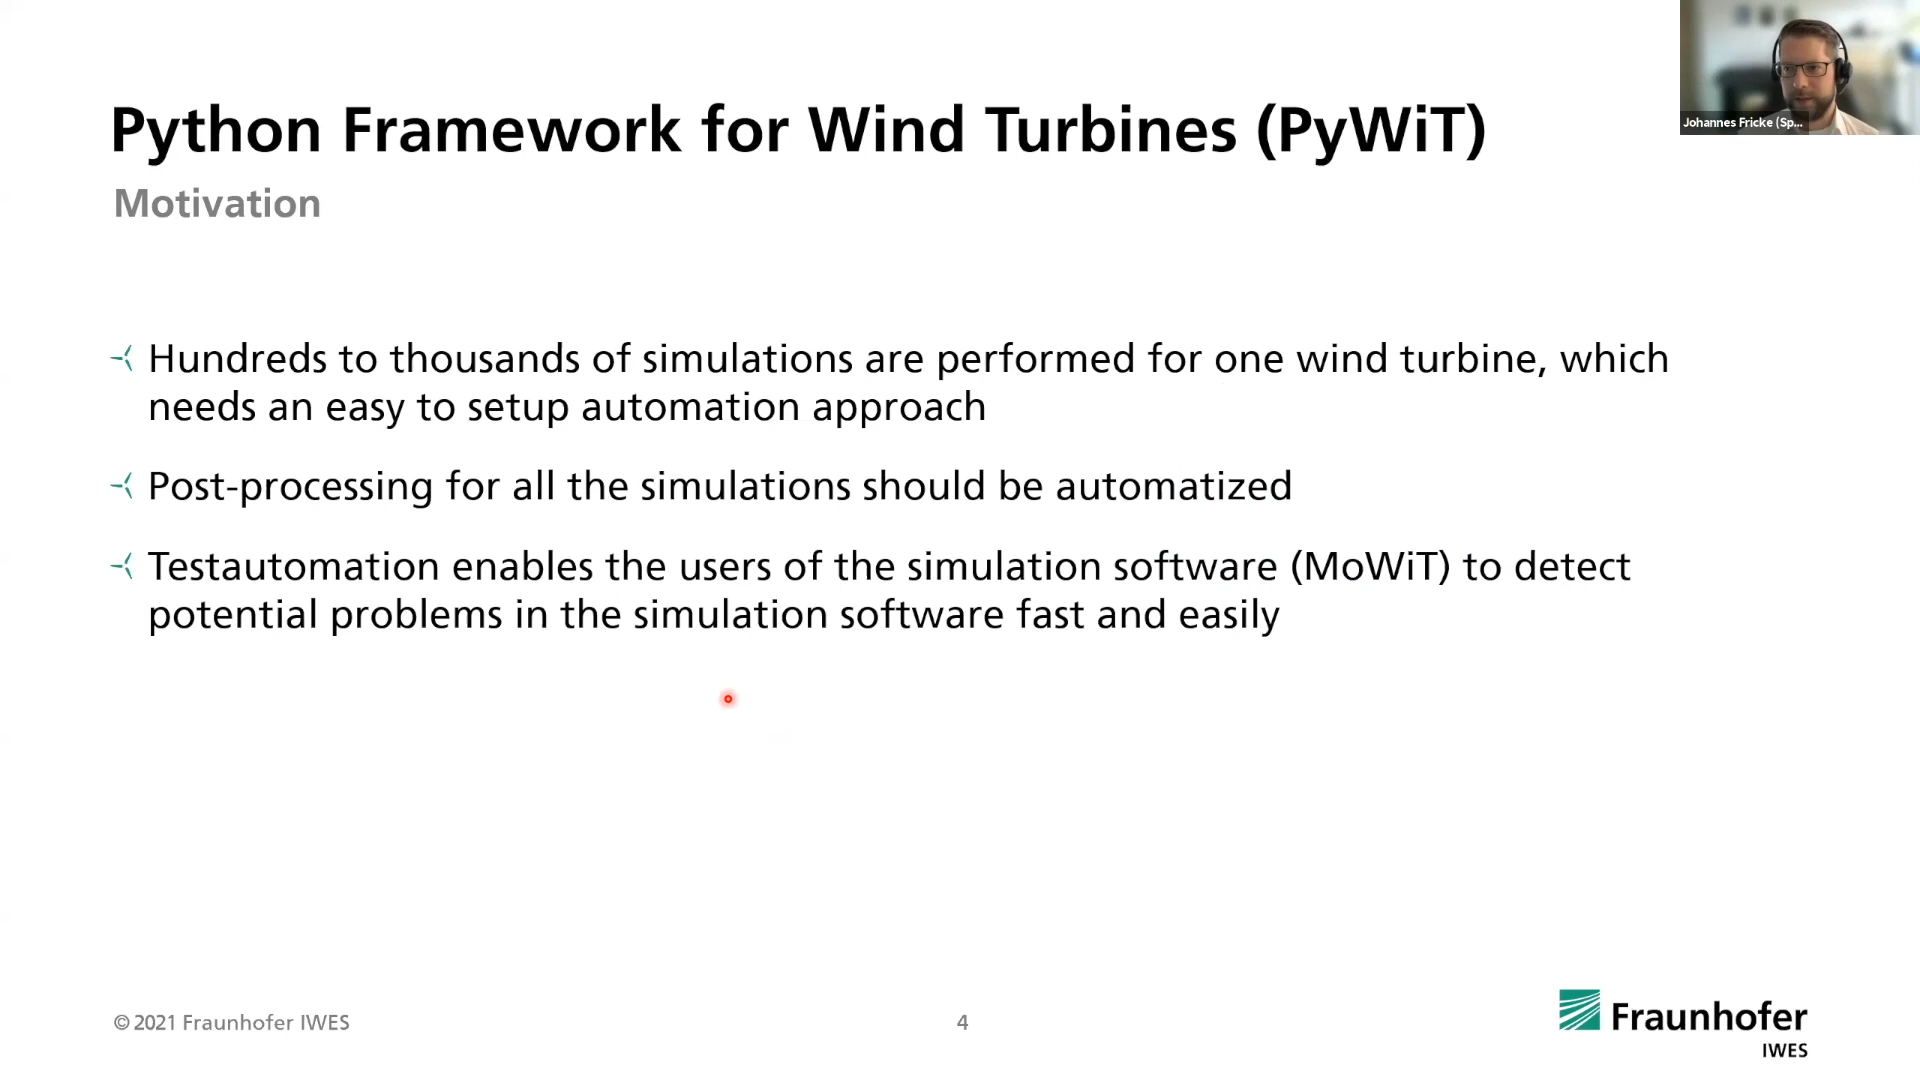 Python Framework for Wind Turbines (PyWiT)
Johannes Fricke (Sp...
Motivation
Hundreds to thousands of simulations are performed for one wind turbine, which
needs an easy to setup automation approach
Post-processing for all the simulations should be automatized
Testautomation enables the users of the simulation software (MoWiT) to detect
potential problems in the simulation software fast and easily
© 2021 Fraunhofer IWES
4
Fraunhofer
IWES